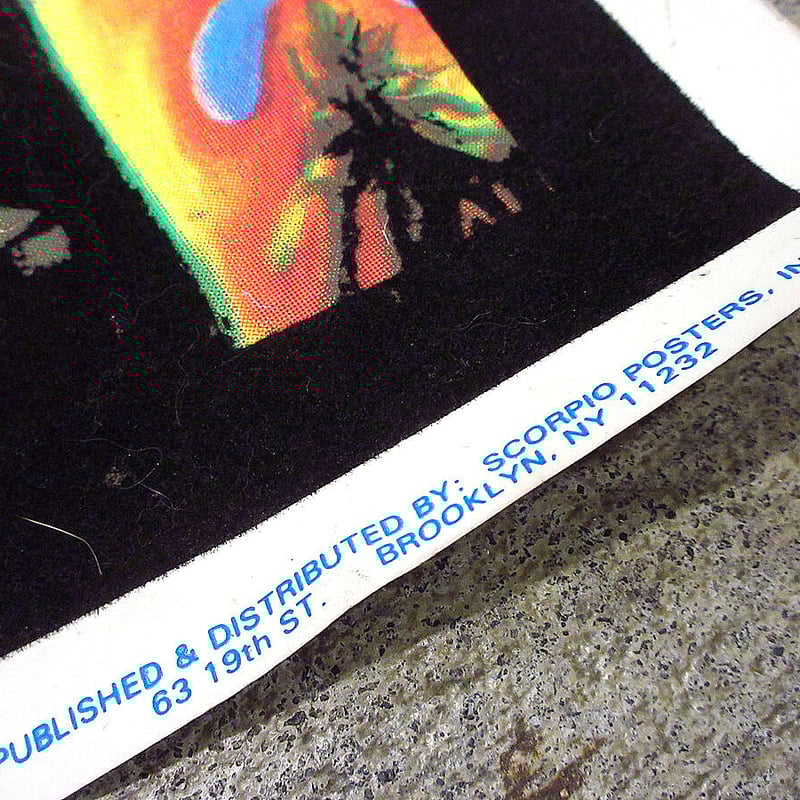 PUBLISHED & DISTRIBUTED BY: SCORPIO POSTERS, IN
63 19th ST. BROOKLYN, NY 11232